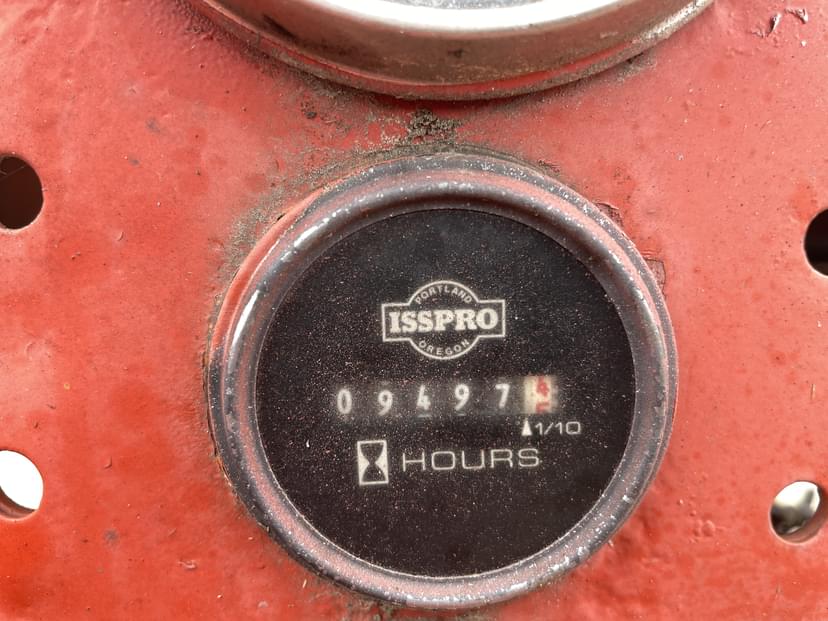 PORTLAND
ISSPRO
OREGON
09497
1/10
HOURS